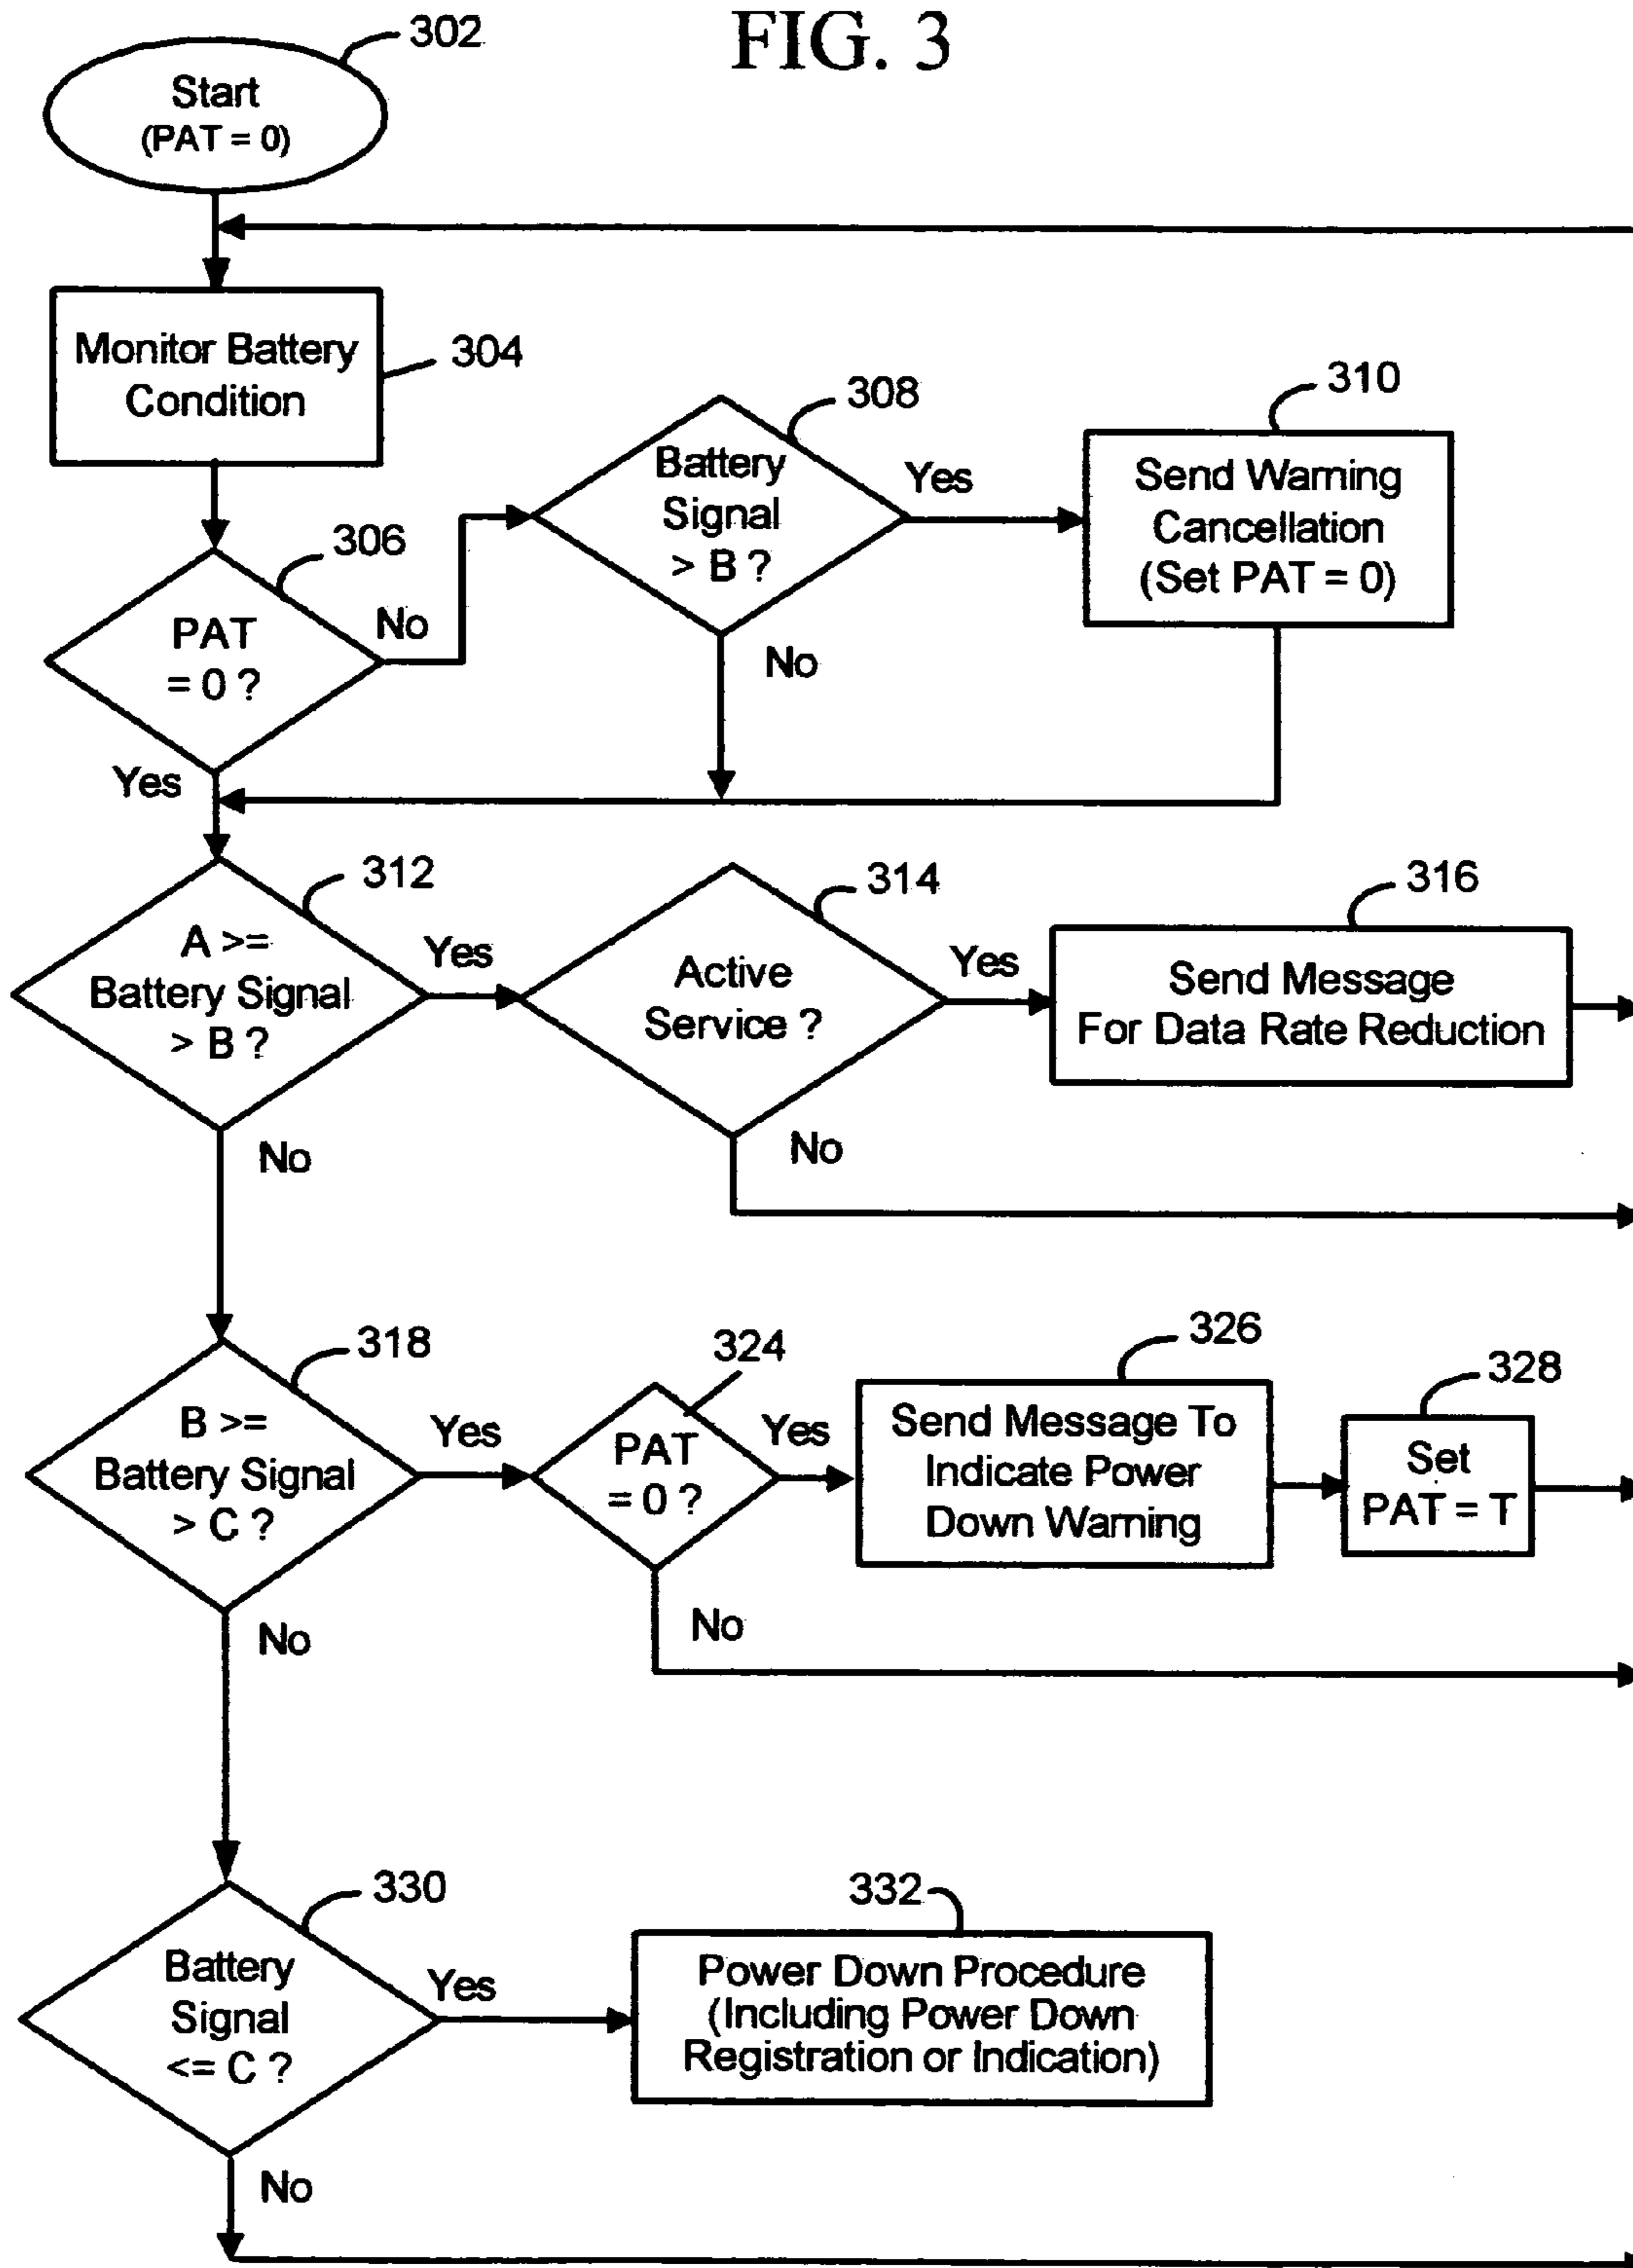 FIG. 3
302
Start
(PAT = 0)
Monitor Battery
Condition
304
306
PAT
= 0 ?
No
Yes
308
Battery
Signal
> B ?
Yes
No
310
Send Warning
Cancellation
(Set PAT = 0)
312
A >=
Battery Signal
> B ?
Yes
No
314
Active
Service ?
Yes
No
316
Send Message
For Data Rate Reduction
318
B >=
Battery Signal
> C ?
Yes
No
324
PAT
= 0 ?
Yes
No
326
Send Message To
Indicate Power
Down Warning
328
Set
PAT = T
330
Battery
Signal
<= C ?
Yes
No
332
Power Down Procedure
(Including Power Down
Registration or Indication)